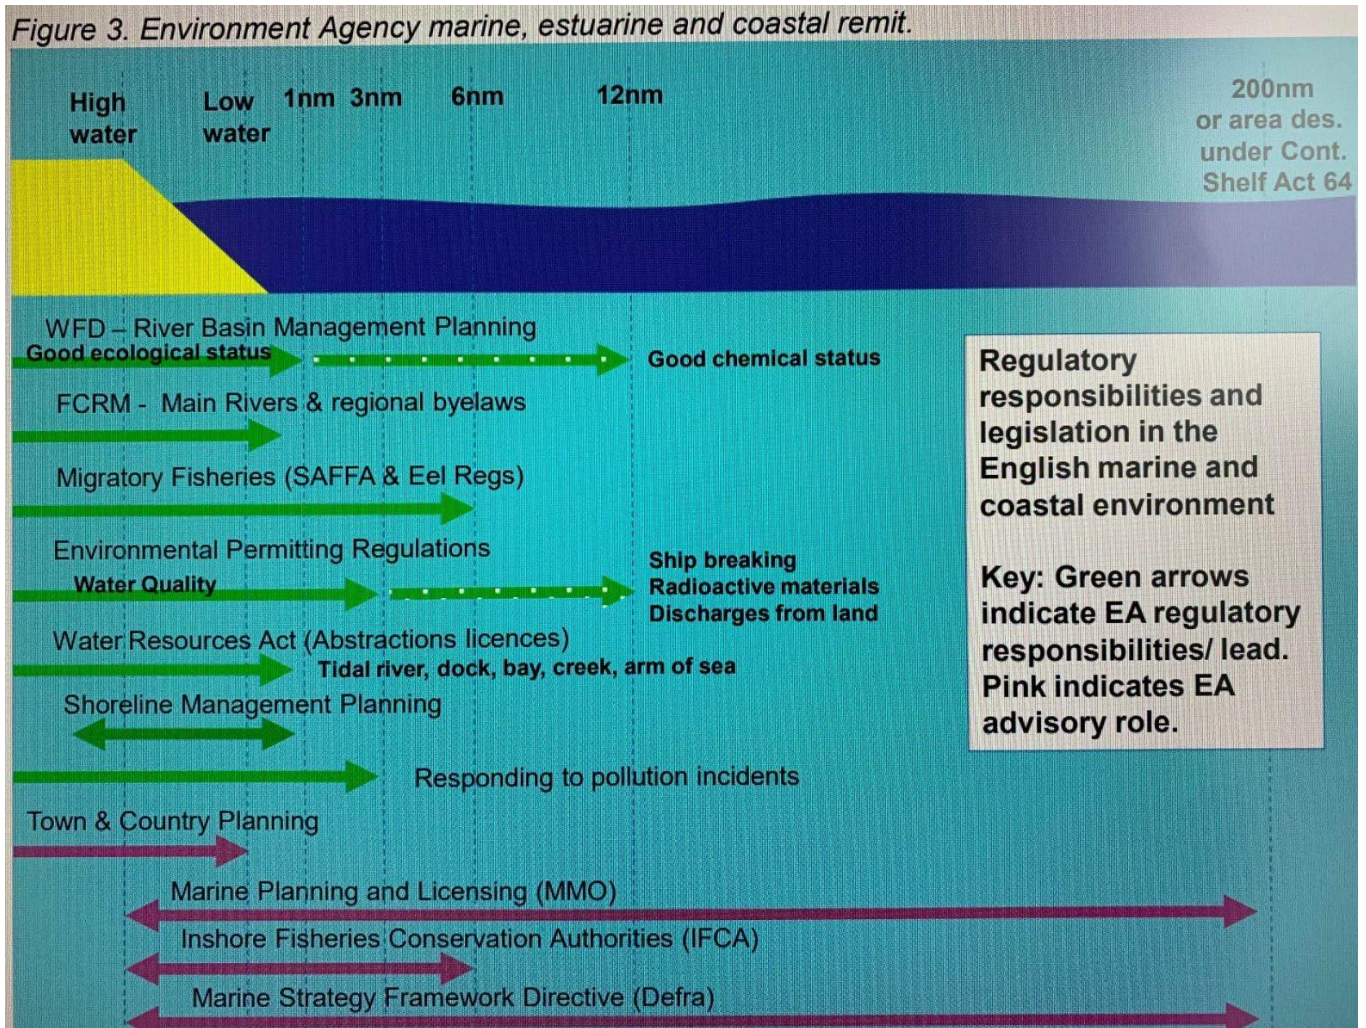 Figure 3. Environment Agency marine, estuarine and coastal remit.
High
water
Low
water
1nm
3nm
6nm
12nm
200nm
or area des.
under Cont.
Shelf Act 64
WFD – River Basin Management Planning
Good ecological status
Good chemical status
FCRM - Main Rivers & regional byelaws
Migratory Fisheries (SAFFA & Eel Regs)
Environmental Permitting Regulations
Water Quality
Ship breaking
Radioactive materials
Discharges from land
Water Resources Act (Abstractions licences)
Tidal river, dock, bay, creek, arm of sea
Shoreline Management Planning
Responding to pollution incidents
Town & Country Planning
Marine Planning and Licensing (MMO)
Inshore Fisheries Conservation Authorities (IFCA)
Marine Strategy Framework Directive (Defra)
Regulatory
responsibilities and
legislation in the
English marine and
coastal environment
Key: Green arrows
indicate EA regulatory
responsibilities/ lead.
Pink indicates EA
advisory role.